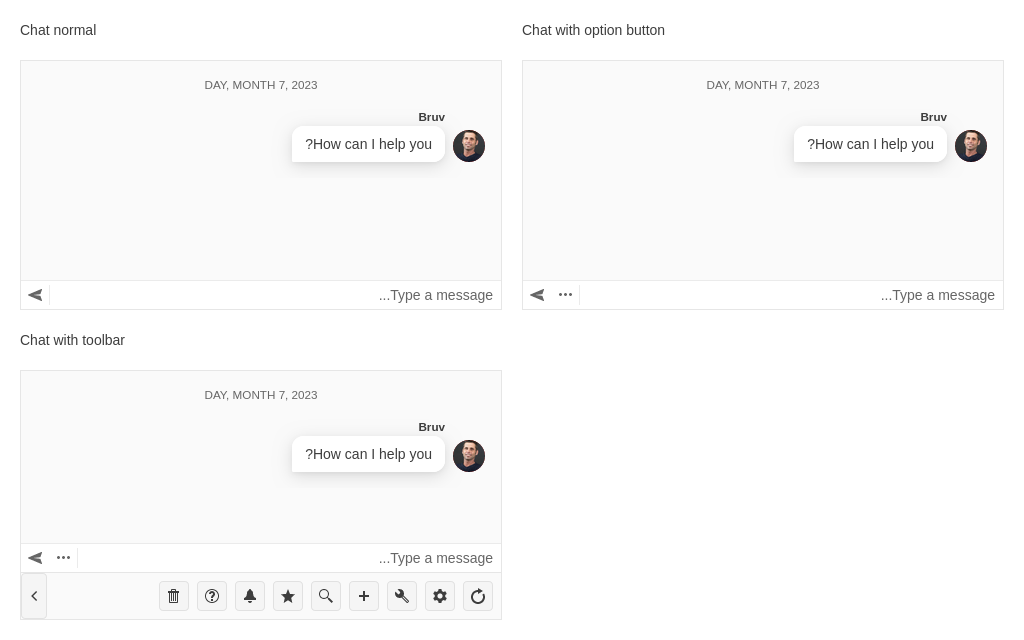 Chat normal
Chat with option button
DAY, MONTH 7, 2023
DAY, MONTH 7, 2023
Bruv
Bruv
?How can I help you
?How can I help you
...Type a message
...Type a message
Chat with toolbar
DAY, MONTH 7, 2023
Bruv
?How can I help you
...Type a message